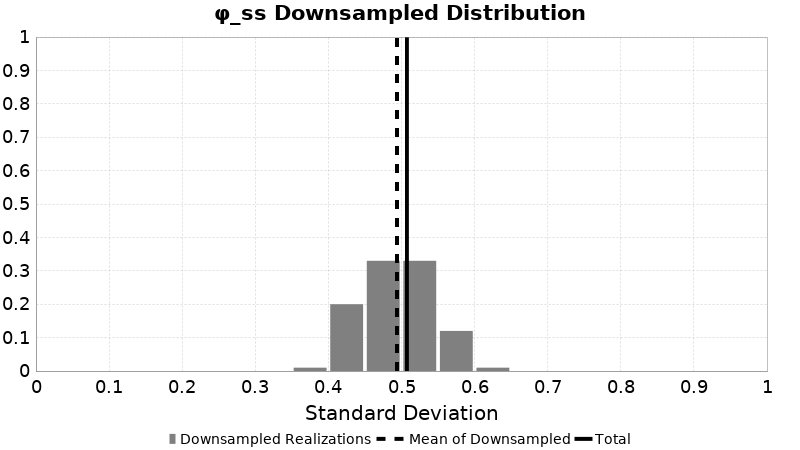 φ_ss Downsampled Distribution
1
0.9
0.8
0.7
0.6
0.5
0.4
0.3
0.2
0.1
0
0 0.1 0.2 0.3 0.4 0.5 0.6 0.7 0.8 0.9 1
Standard Deviation
Downsampled Realizations Mean of Downsampled Total